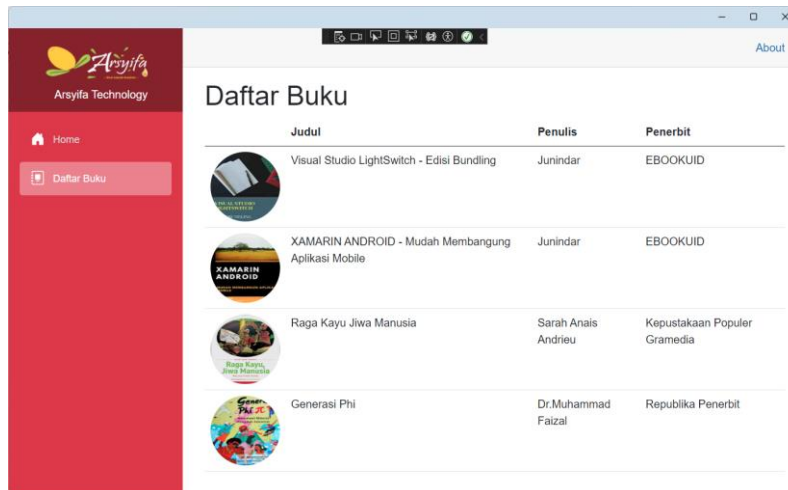 Arsyifa
Arsyifa Technology
About
Home
Daftar Buku
Daftar Buku
Judul Penulis Penerbit
Visual Studio LightSwitch - Edisi Bundling Junindar EBOOKUID
XAMARIN ANDROID - Mudah Membangung Junindar EBOOKUID
Aplikasi Mobile
XAMARIN
ANDROID
Raga Kayu Jiwa Manusia Sarah Anais Kepustakaan Populer
Andrieu Gramedia
Raga Kayu,
Jiwa Manusia
Generasi Phi Dr.Muhammad Republika Penerbit
Faizal